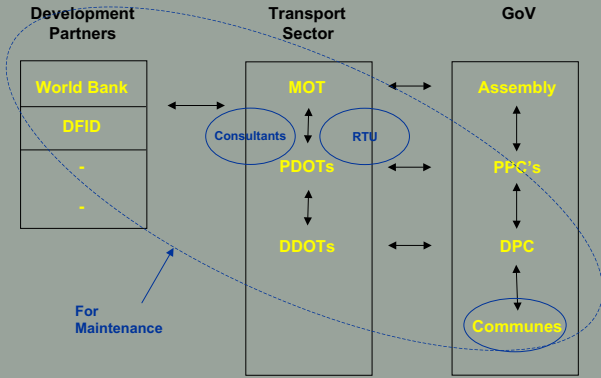 Development
Partners
Transport
Sector
GoV
World Bank
DFID
-
-
MOT
Consultants
RTU
PDOTs
DDOTs
Assembly
PPC's
DPC
Communes
For
Maintenance